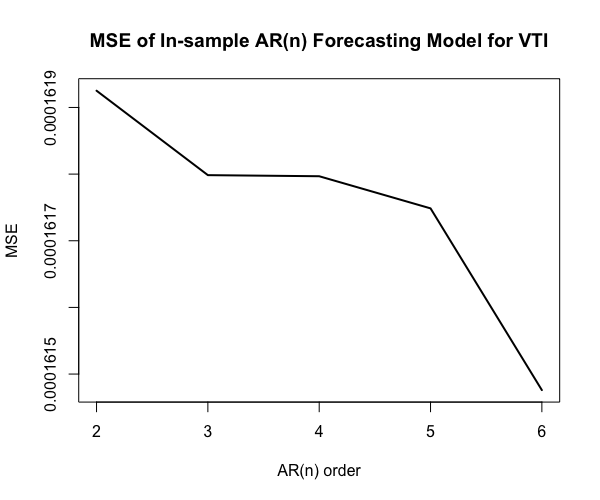 MSE of In-sample AR(n) Forecasting Model for VTI
MSE
0.0001619
0.0001617
0.0001615
2 3 4 5 6
AR(n) order